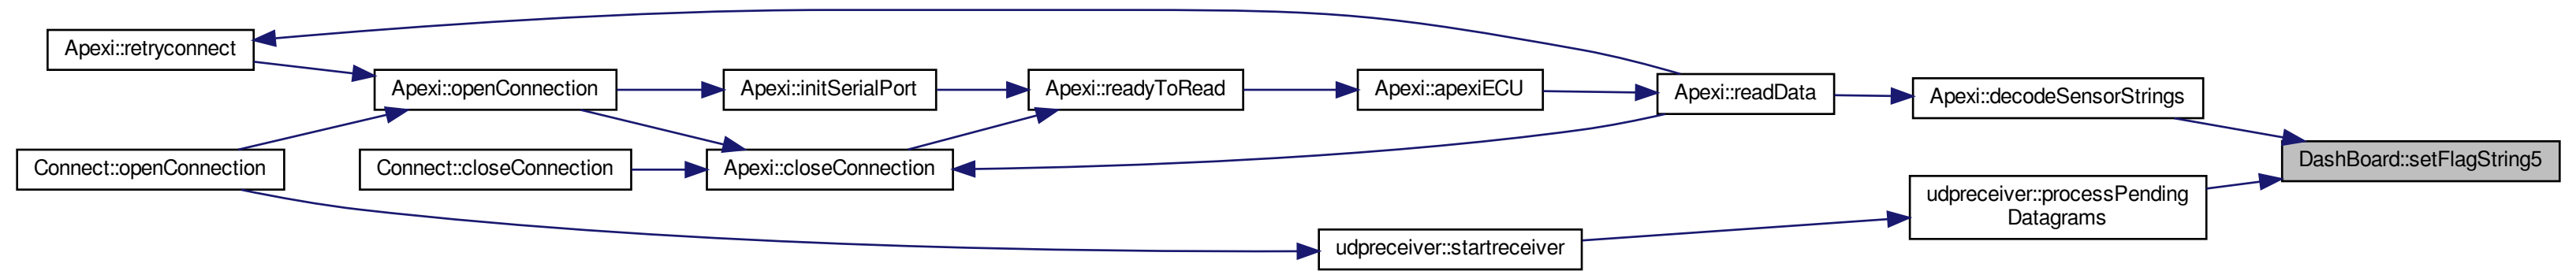 Apexi::retryconnect
Apexi::openConnection
Apexi::initSerialPort
Apexi::readyToRead
Apexi::apexiECU
Apexi::readData
Apexi::decodeSensorStrings
DashBoard::setFlagString5
Connect::openConnection
Connect::closeConnection
Apexi::closeConnection
udpreceiver::processPending
Datagrams
udpreceiver::startreceiver